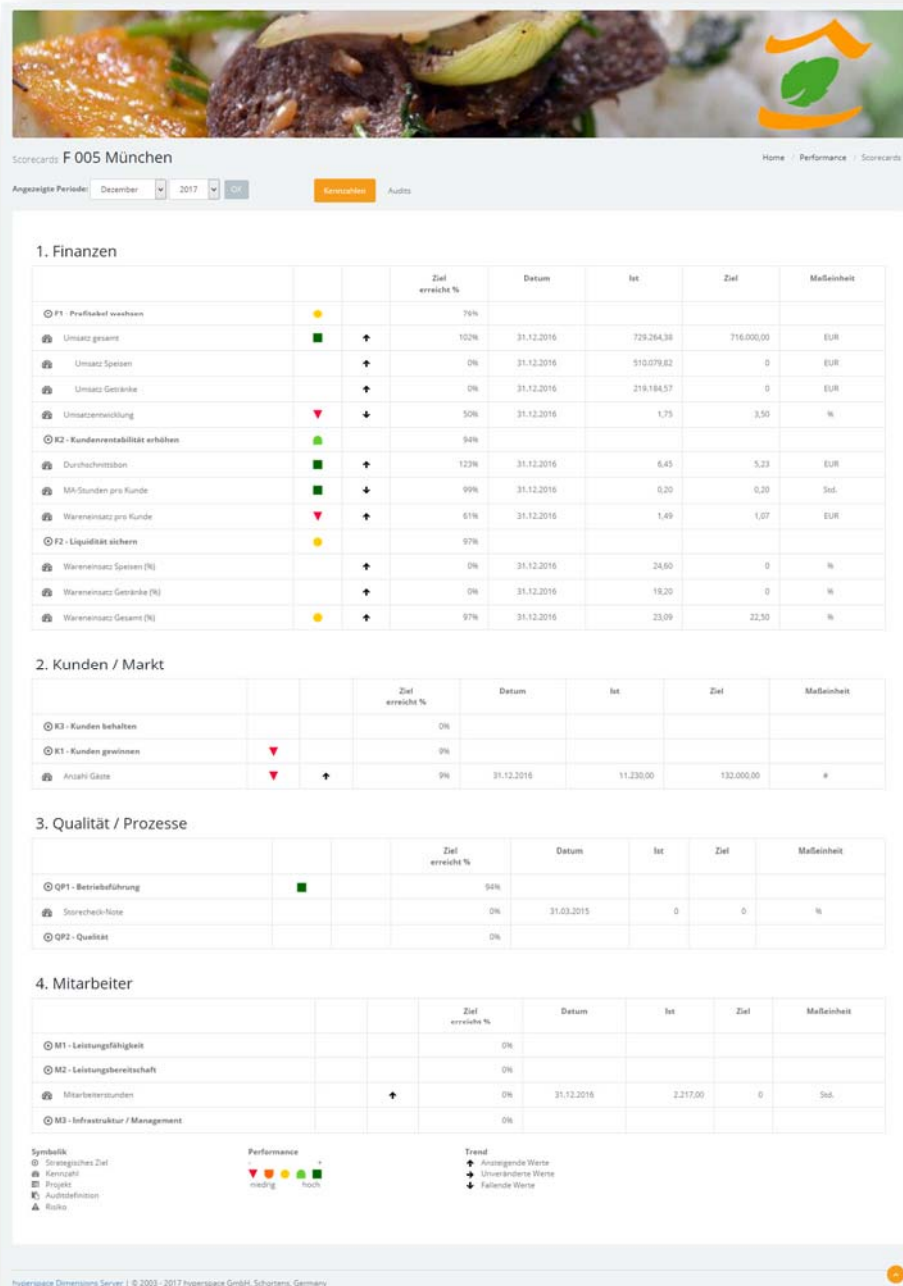 Scorecards F 005 München
Home / Performance / Scorecards
Angezeigte Periode: Dezember 2017 OK
Kennzahlen Audits
1. Finanzen
Ziel erreicht % Datum Ist Ziel Maßeinheit
F1 - Profitabel wachsen 76%
Umsatz gesamt 102% 31.12.2016 729.264,38 716.000,00 EUR
Umsatz Speisen 0% 31.12.2016 510.079,82 0 EUR
Umsatz Getränke 0% 31.12.2016 219.184,57 0 EUR
Umsatzentwicklung 50% 31.12.2016 1,75 3,50 %
K2 - Kundenrentabilität erhöhen 94%
Durchschnittsbon 123% 31.12.2016 6,45 5,23 EUR
MA-Stunden pro Kunde 99% 31.12.2016 0,20 0,20 Std.
Wareneinsatz pro Kunde 61% 31.12.2016 1,49 1,07 EUR
F2 - Liquidität sichern 97%
Wareneinsatz Speisen (%) 0% 31.12.2016 24,60 0 %
Wareneinsatz Getränke (%) 0% 31.12.2016 19,20 0 %
Wareneinsatz Gesamt (%) 97% 31.12.2016 23,09 22,50 %
2. Kunden / Markt
Ziel erreicht % Datum Ist Ziel Maßeinheit
K3 - Kunden behalten 0%
K1 - Kunden gewinnen 0%
Anzahl Gäste 9% 31.12.2016 11.230,00 132.000,00 #
3. Qualität / Prozesse
Ziel erreicht % Datum Ist Ziel Maßeinheit
QP1 - Betriebsführung 94%
Storecheck-Note 0% 31.03.2015 0 0 %
QP2 - Qualität 0%
4. Mitarbeiter
Ziel erreicht % Datum Ist Ziel Maßeinheit
M1 - Leistungsfähigkeit 0%
M2 - Leistungsbereitschaft 0%
Mitarbeiterstunden 0% 31.12.2016 2.217,00 0 Std.
M3 - Infrastruktur / Management 0%
Symbolik Performance Trend
Strategisches Ziel - + Ansteigende Werte
Kennzahl Unveränderte Werte
Projekt niedrig hoch Fallende Werte
Auditdefinition
Risiko
hyperspace Dimensions Server | © 2003 - 2017 hyperspace GmbH, Schortens, Germany